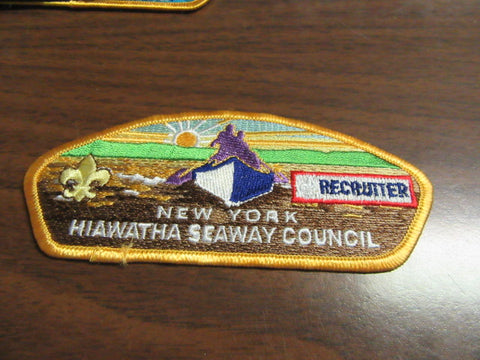 RECRUITER
NEW YORK
HIAWATHA SEAWAY COUNCIL